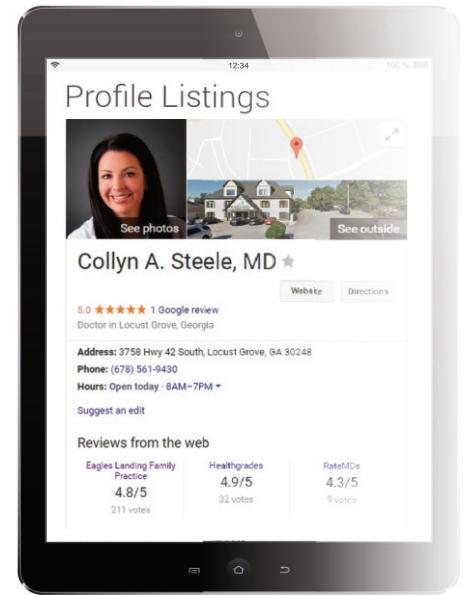 12:34
100 %
Profile Listings
See photos
See outside
Collyn A. Steele, MD
Website
Directions
5.0 ★★★★★ 1 Google review
Doctor in Locust Grove, Georgia
Address: 3758 Hwy 42 South, Locust Grove, GA 30248
Phone: (678) 561-9430
Hours: Open today · 8AM–7PM
Suggest an edit
Reviews from the web
Eagles Landing Family
Practice
4.8/5
211 votes
Healthgrades
4.9/5
32 votes
RateMDs
4.3/5
9 votes